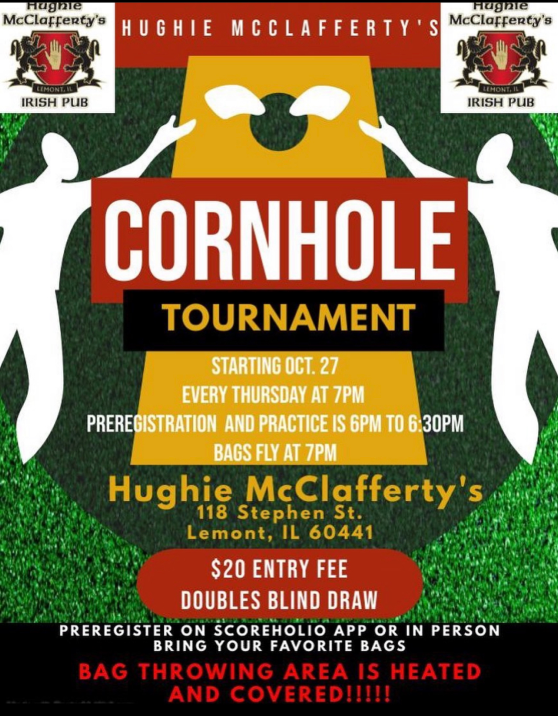 Hughie
McClafferty's
LEMONT, IL
IRISH PUB
HUGHIE MCCLAFFERTY'S
Hughie
McClafferty's
LEMONT, IL
IRISH PUB
CORNHOLE
TOURNAMENT
STARTING OCT. 27
EVERY THURSDAY AT 7PM
PREREGISTRATION AND PRACTICE IS 6PM TO 6:30PM
BAGS FLY AT 7PM
Hughie McClafferty's
118 Stephen St.
Lemont, IL 60441
$20 ENTRY FEE
DOUBLES BLIND DRAW
PREREGISTER ON SCOREHOLIO APP OR IN PERSON
BRING YOUR FAVORITE BAGS
BAG THROWING AREA IS HEATED
AND COVERED!!!!!